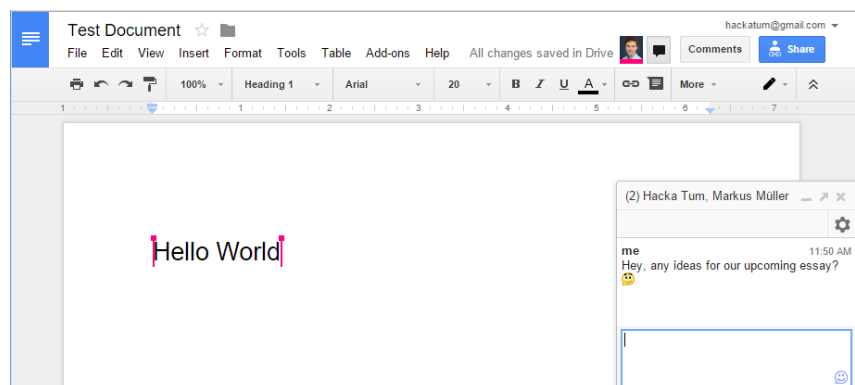 Test Document
hackatum@gmail.com
File Edit View Insert Format Tools Table Add-ons Help All changes saved in Drive
Comments Share
100% Heading 1 Arial 20 B I U A More
1 1 2 3 4 5 6 7
(2) Hacka Tum, Markus Müller
Hello World
me 11:50 AM
Hey, any ideas for our upcoming essay?